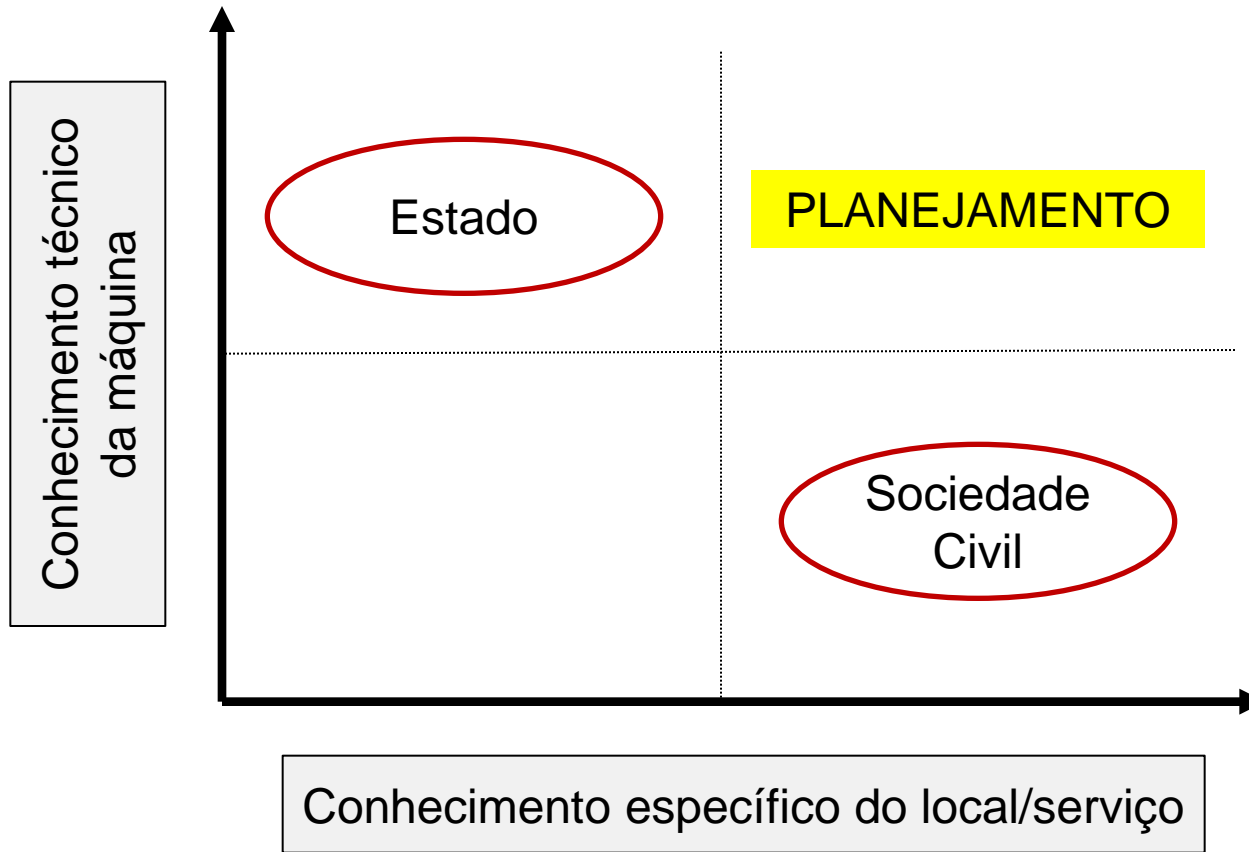 Conhecimento técnico
da máquina
Estado
PLANEJAMENTO
Sociedade
Civil
Conhecimento específico do local/serviço